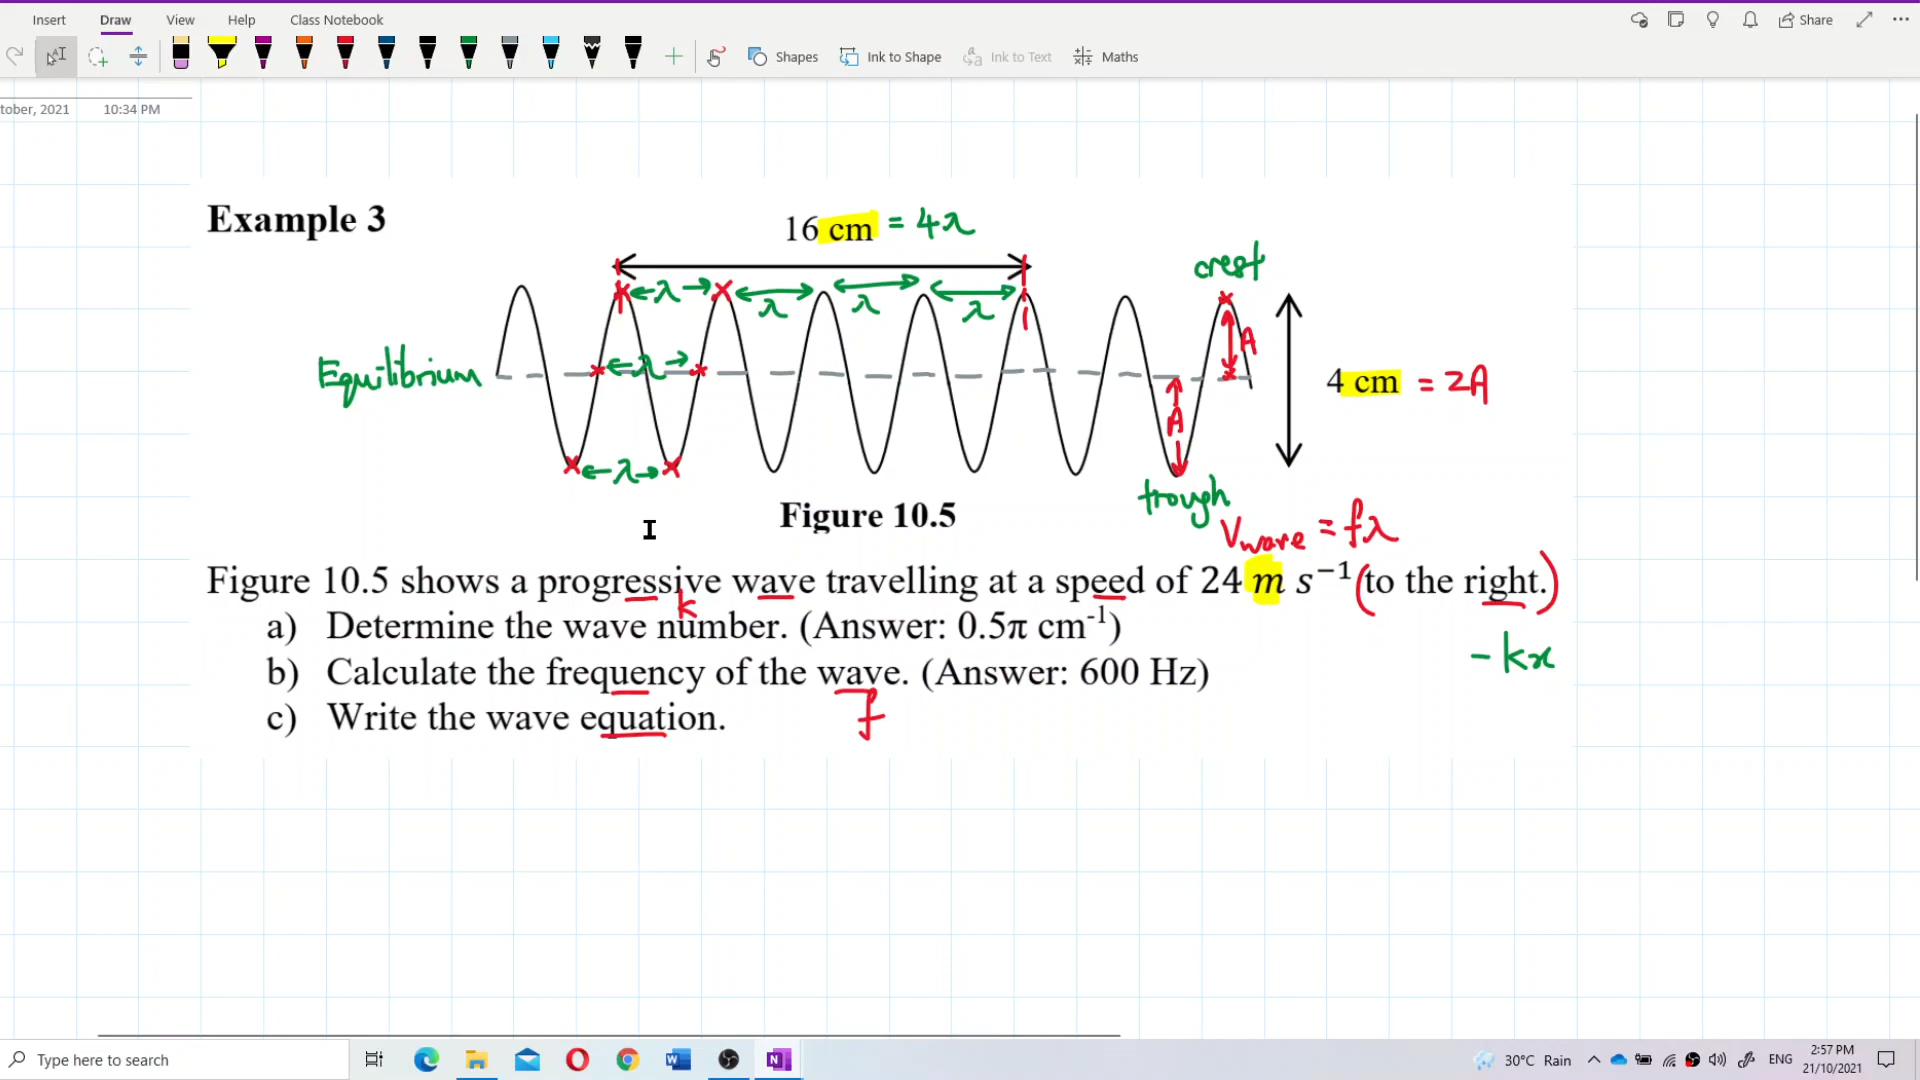 Insert Draw View Help Class Notebook
Share
Shapes Ink to Shape Ink to Text Maths
tober, 2021 10:34 PM
Example 3
16 cm = 4λ
crest
λ λ λ λ
A
Equilibrium
λ
4 cm = 2A
A
λ
trough
Figure 10.5
Vwave = fλ
Figure 10.5 shows a progressive wave travelling at a speed of 24 m s⁻¹ (to the right.)
k
a) Determine the wave number. (Answer: 0.5π cm⁻¹)
- kx
b) Calculate the frequency of the wave. (Answer: 600 Hz)
f
c) Write the wave equation.
Type here to search
30°C Rain
ENG
2:57 PM
21/10/2021